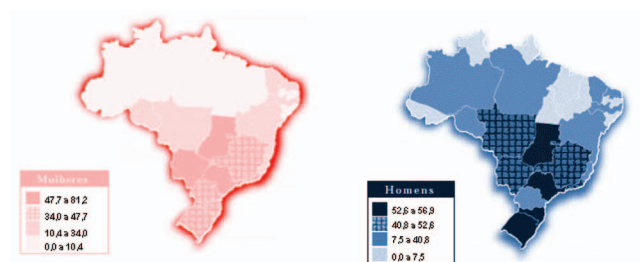 Mulheres
47,7 a 81,2
34,0 a 47,7
10,4 a 34,0
0,0 a 10,4
Homens
52,6 a 56,9
40,8 a 52,6
7,5 a 40,8
0,0 a 7,5